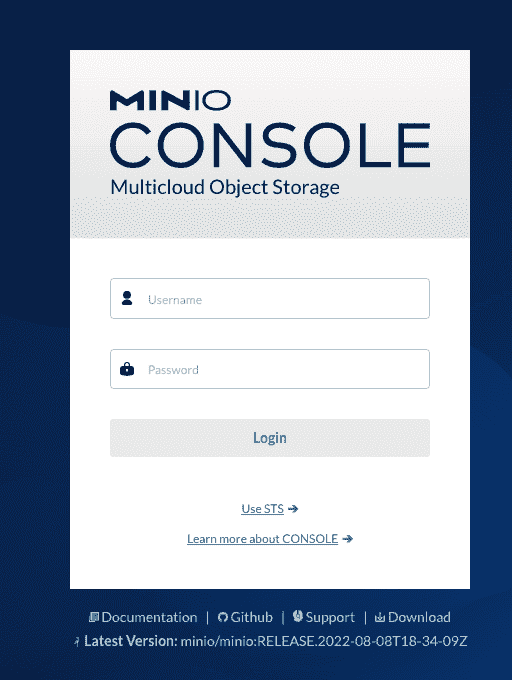 MINIO
CONSOLE
Multicloud Object Storage
Username
Password
Login
Use STS
Learn more about CONSOLE
Documentation | Github | Support | Download
Latest Version: minio/minio:RELEASE.2022-08-08T18-34-09Z